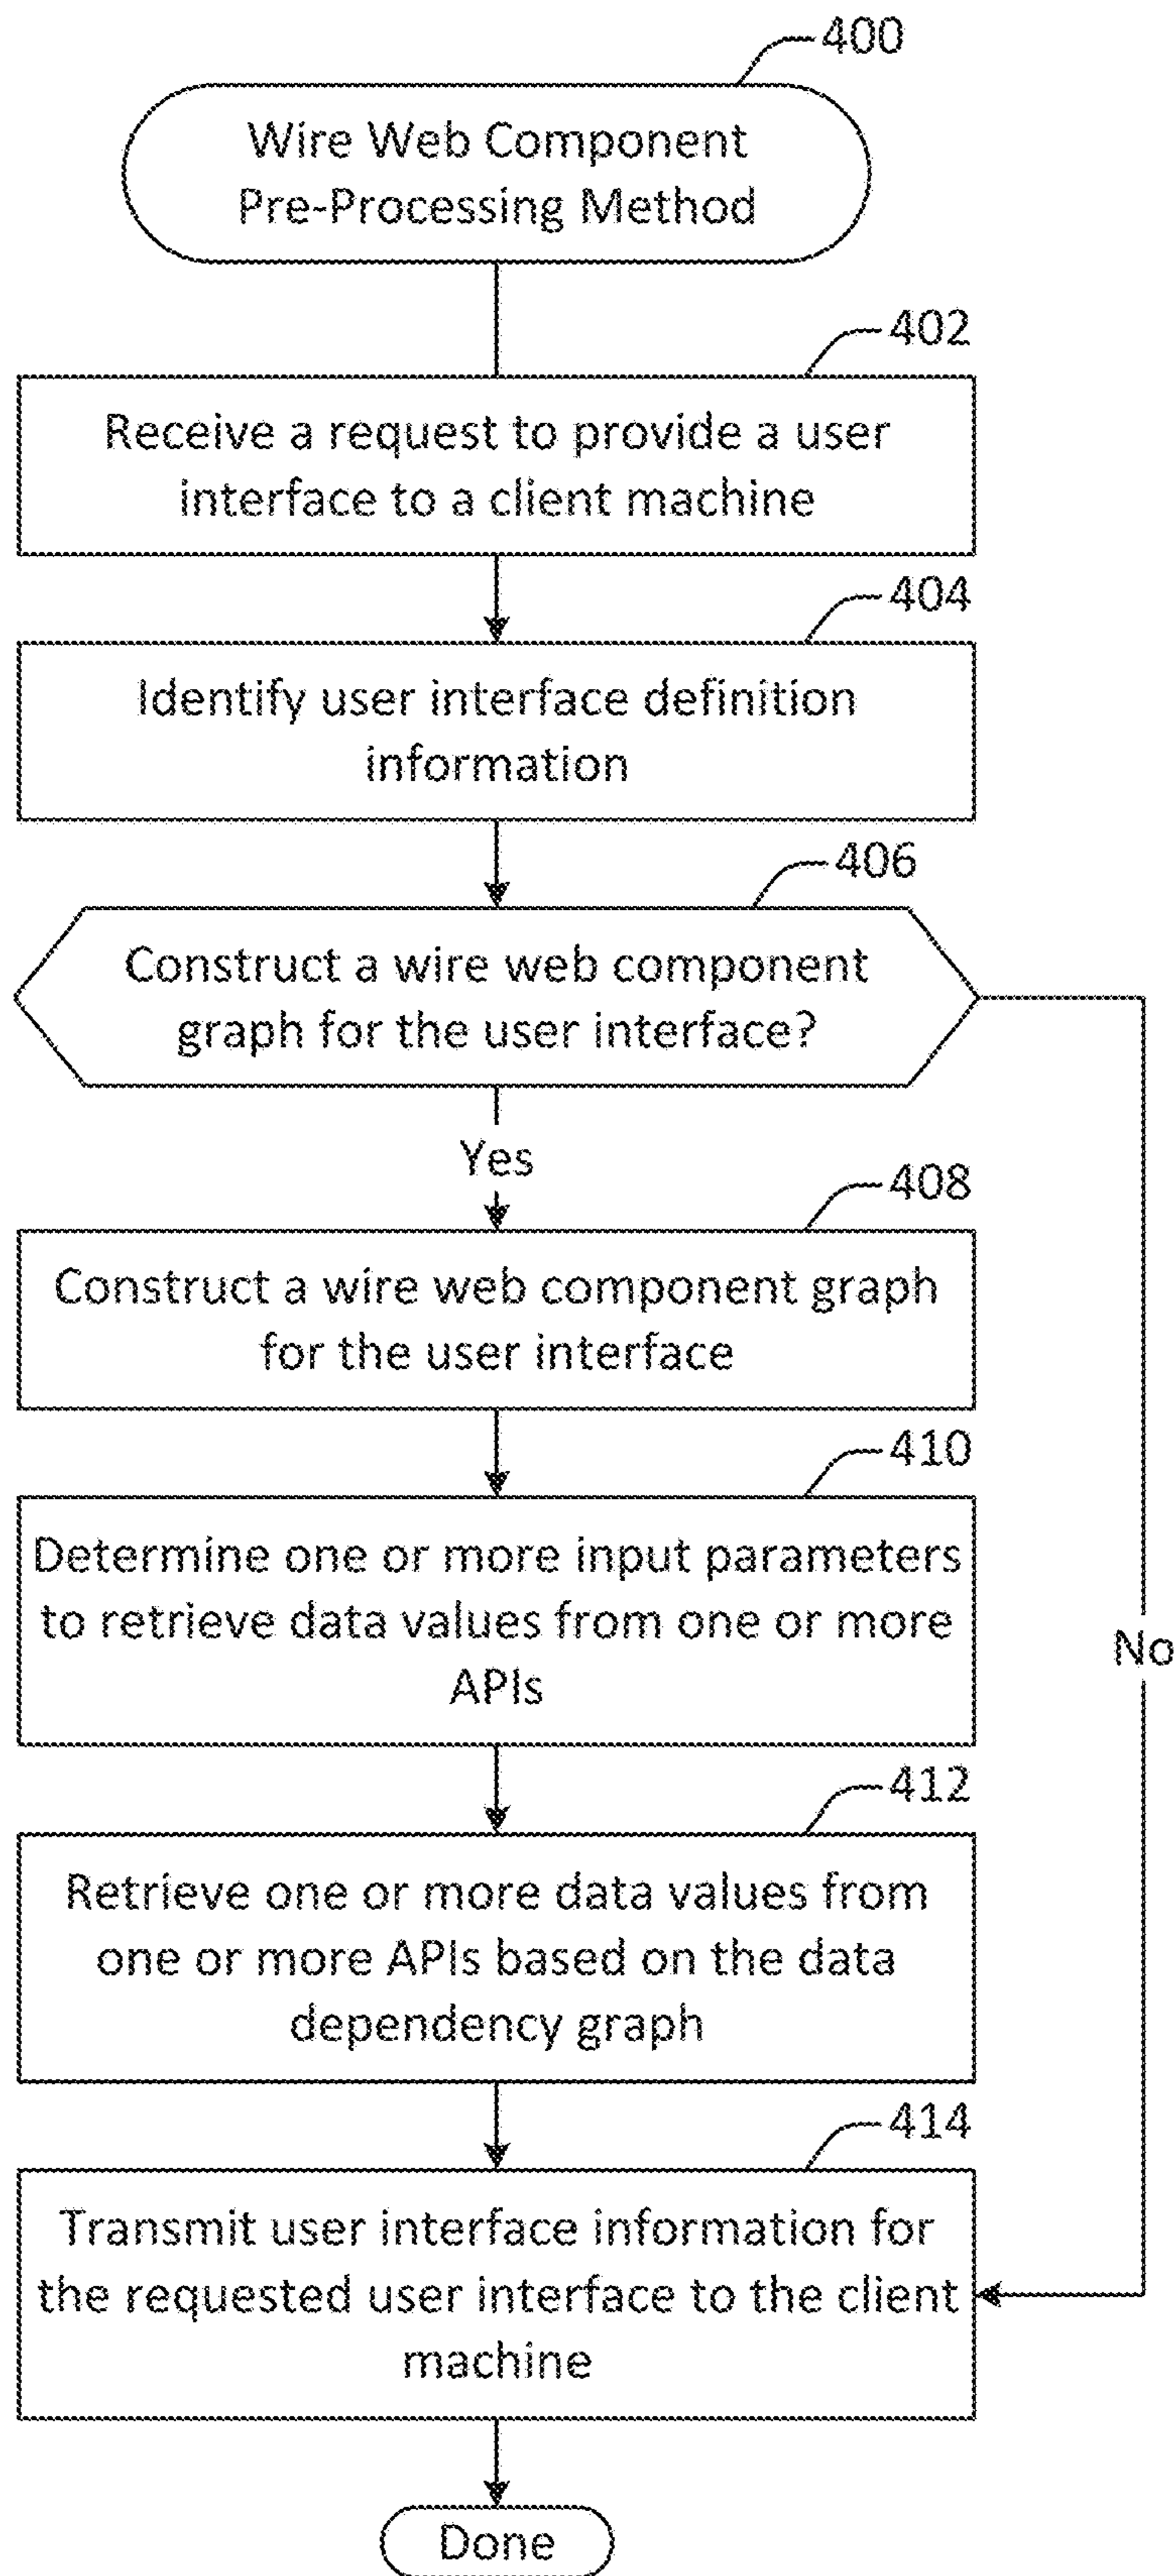 400
Wire Web Component
Pre-Processing Method
402
Receive a request to provide a user
interface to a client machine
404
Identify user interface definition
information
406
Construct a wire web component
graph for the user interface?
Yes
408
Construct a wire web component graph
for the user interface
410
Determine one or more input parameters
to retrieve data values from one or more
APIs
No
412
Retrieve one or more data values from
one or more APIs based on the data
dependency graph
414
Transmit user interface information for
the requested user interface to the client
machine
Done